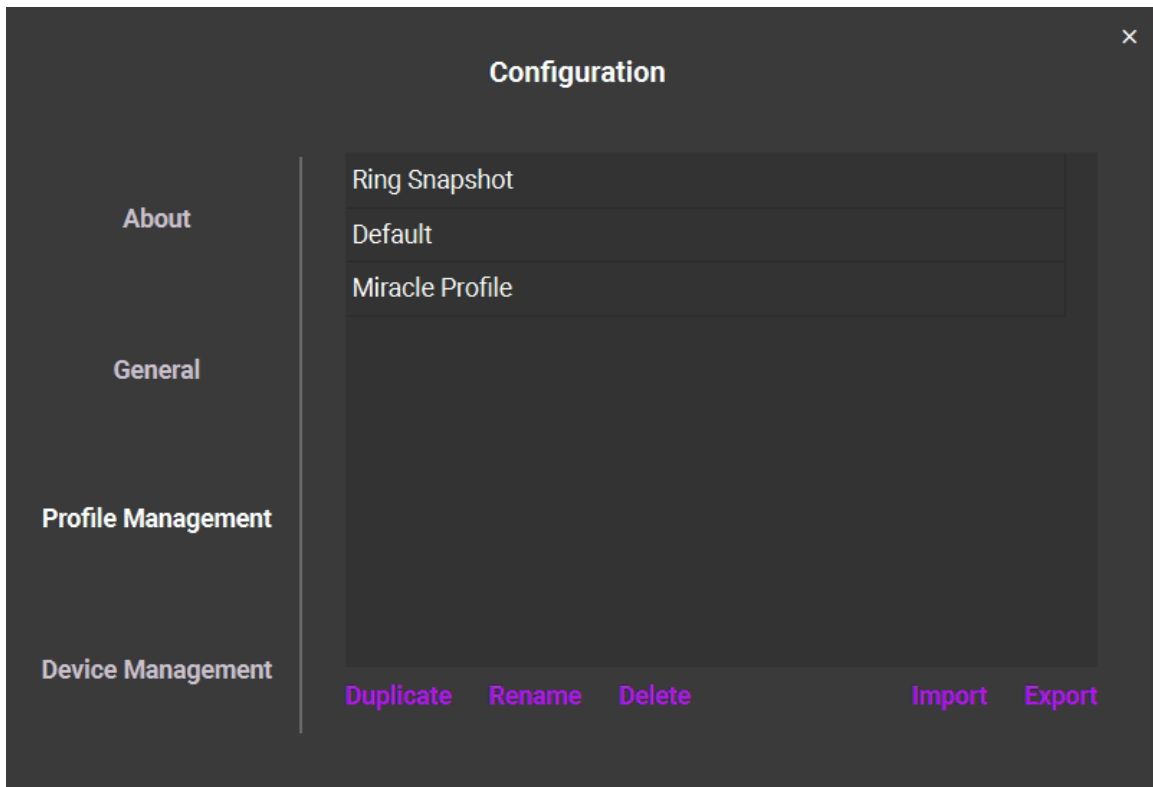 ×
Configuration
About
General
Profile Management
Device Management
Ring Snapshot
Default
Miracle Profile
Duplicate Rename Delete Import Export